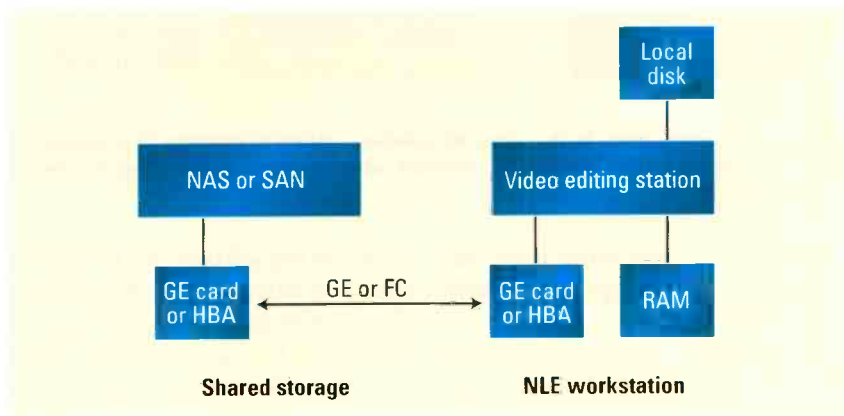 Local
disk
NAS or SAN
Video editing station
GE card
or HBA
GE or FC
GE card
or HBA
RAM
Shared storage
NLE workstation